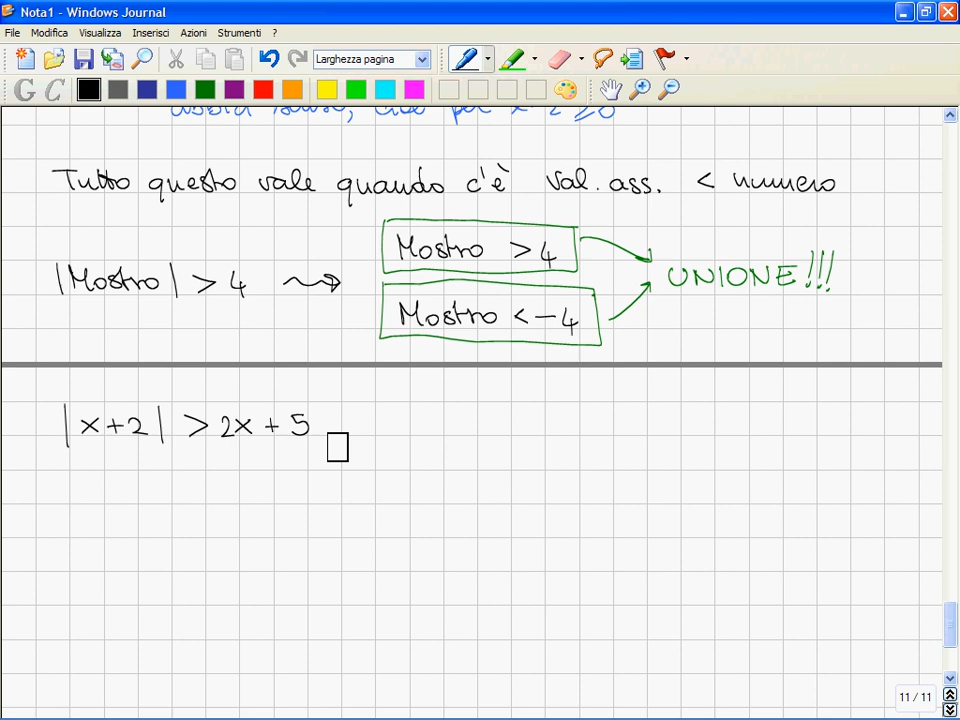 Nota1 - Windows Journal
File Modifica Visualizza Inserisci Azioni Strumenti ?
Larghezza pagina
G C
Tutto questo vale quando c'è val. ass. < numero
|Mostro| > 4
Mostro > 4
Mostro < -4
UNIONE!!!
|x+2| > 2x + 5
11 / 11